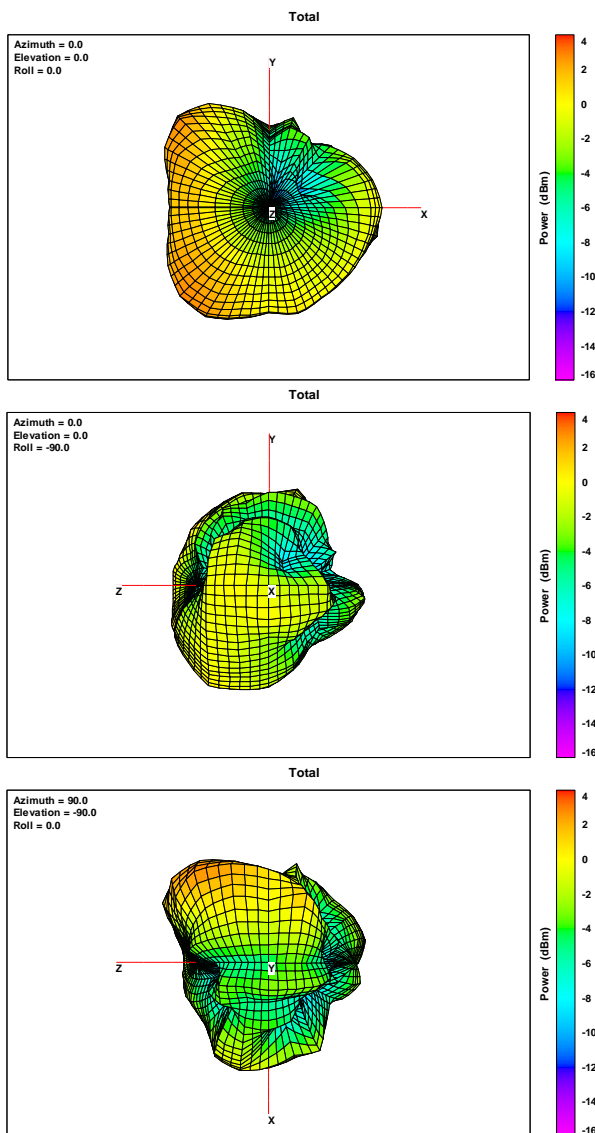 Total
Azimuth = 0.0
Elevation = 0.0
Roll = 0.0
Y
Z
X
4
2
0
-2
-4
-6
-8
-10
-12
-14
-16
Power (dBm)
Total
Azimuth = 0.0
Elevation = 0.0
Roll = -90.0
Y
Z
X
4
2
0
-2
-4
-6
-8
-10
-12
-14
-16
Power (dBm)
Total
Azimuth = 90.0
Elevation = -90.0
Roll = 0.0
Z
Y
X
4
2
0
-2
-4
-6
-8
-10
-12
-14
-16
Power (dBm)